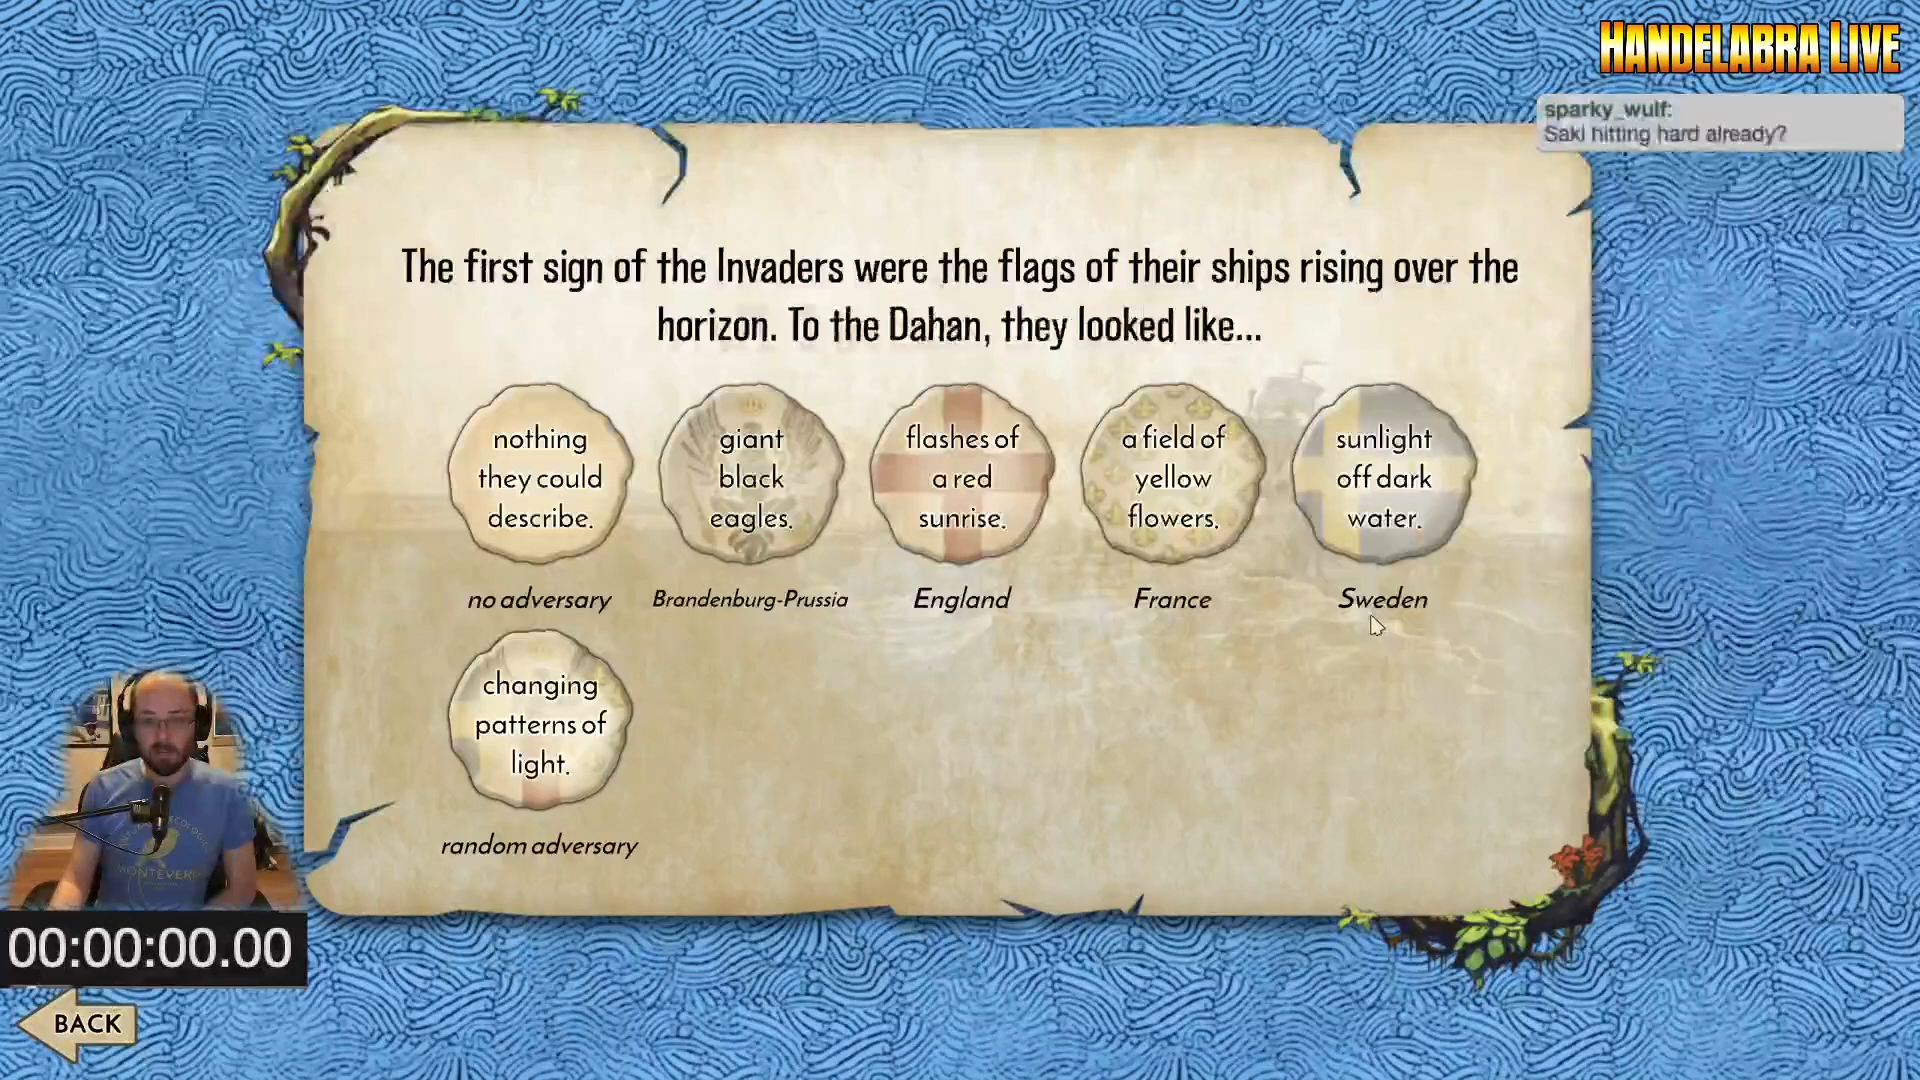 HANDELABRA LIVE
sparky_wulf:
Saki hitting hard already?
The first sign of the Invaders were the flags of their ships rising over the
horizon. To the Dahan, they looked like...
nothing
they could
describe.
no adversary
giant
black
eagles.
Brandenburg-Prussia
flashes of
a red
sunrise.
England
a field of
yellow
flowers.
France
sunlight
off dark
water.
Sweden
changing
patterns of
light.
random adversary
00:00:00.00
BACK